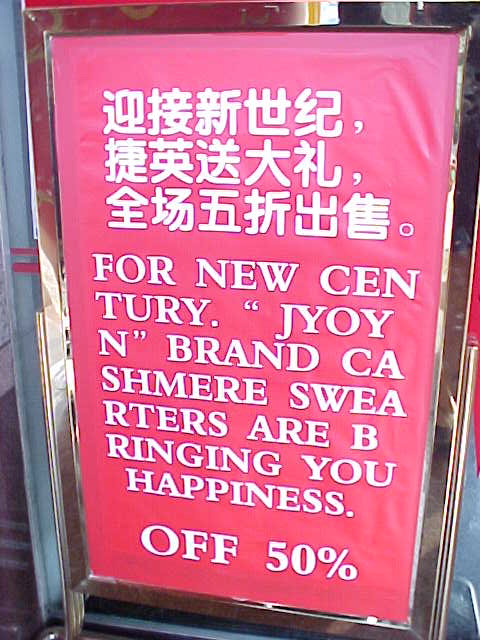 迎接新世纪，
捷英送大礼，
全场五折出售。
FOR NEW CEN
TURY. “ JYOY
N” BRAND CA
SHMERE SWEA
RTERS ARE B
RINGING YOU
HAPPINESS.
OFF 50%